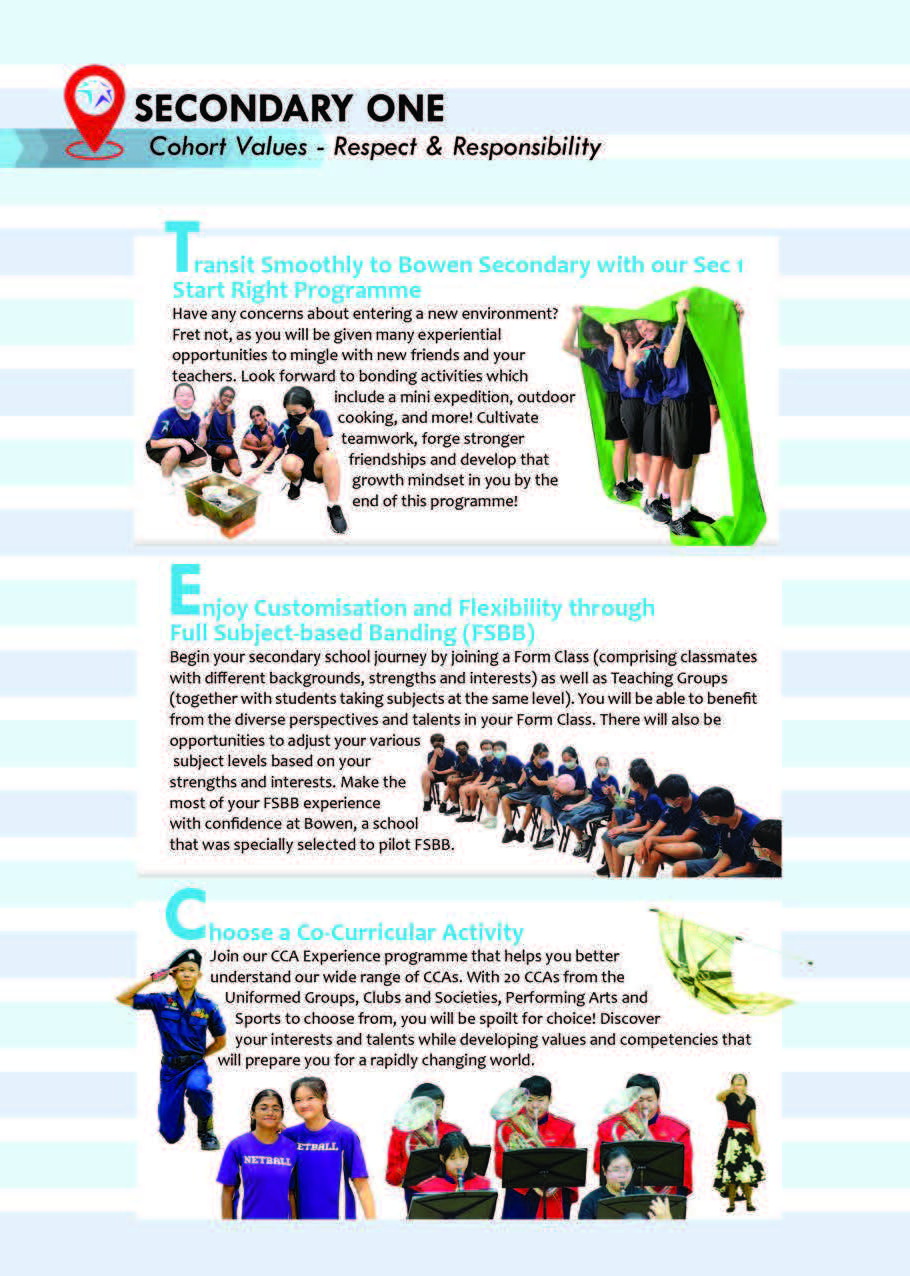 SECONDARY ONE
Cohort Values - Respect & Responsibility
Transit Smoothly to Bowen Secondary with our Sec 1
Start Right Programme
Have any concerns about entering a new environment?
Fret not, as you will be given many experiential
opportunities to mingle with new friends and your
teachers. Look forward to bonding activities which
include a mini expedition, outdoor
cooking, and more! Cultivate
teamwork, forge stronger
friendships and develop that
growth mindset in you by the
end of this programme!
Enjoy Customisation and Flexibility through
Full Subject-based Banding (FSBB)
Begin your secondary school journey by joining a Form Class (comprising classmates
with different backgrounds, strengths and interests) as well as Teaching Groups
(together with students taking subjects at the same level). You will be able to benefit
from the diverse perspectives and talents in your Form Class. There will also be
opportunities to adjust your various
subject levels based on your
strengths and interests. Make the
most of your FSBB experience
with confidence at Bowen, a school
that was specially selected to pilot FSBB.
Choose a Co-Curricular Activity
Join our CCA Experience programme that helps you better
understand our wide range of CCAs. With 20 CCAs from the
Uniformed Groups, Clubs and Societies, Performing Arts and
Sports to choose from, you will be spoilt for choice! Discover
your interests and talents while developing values and competencies that
will prepare you for a rapidly changing world.
NETBALL
ETBALL